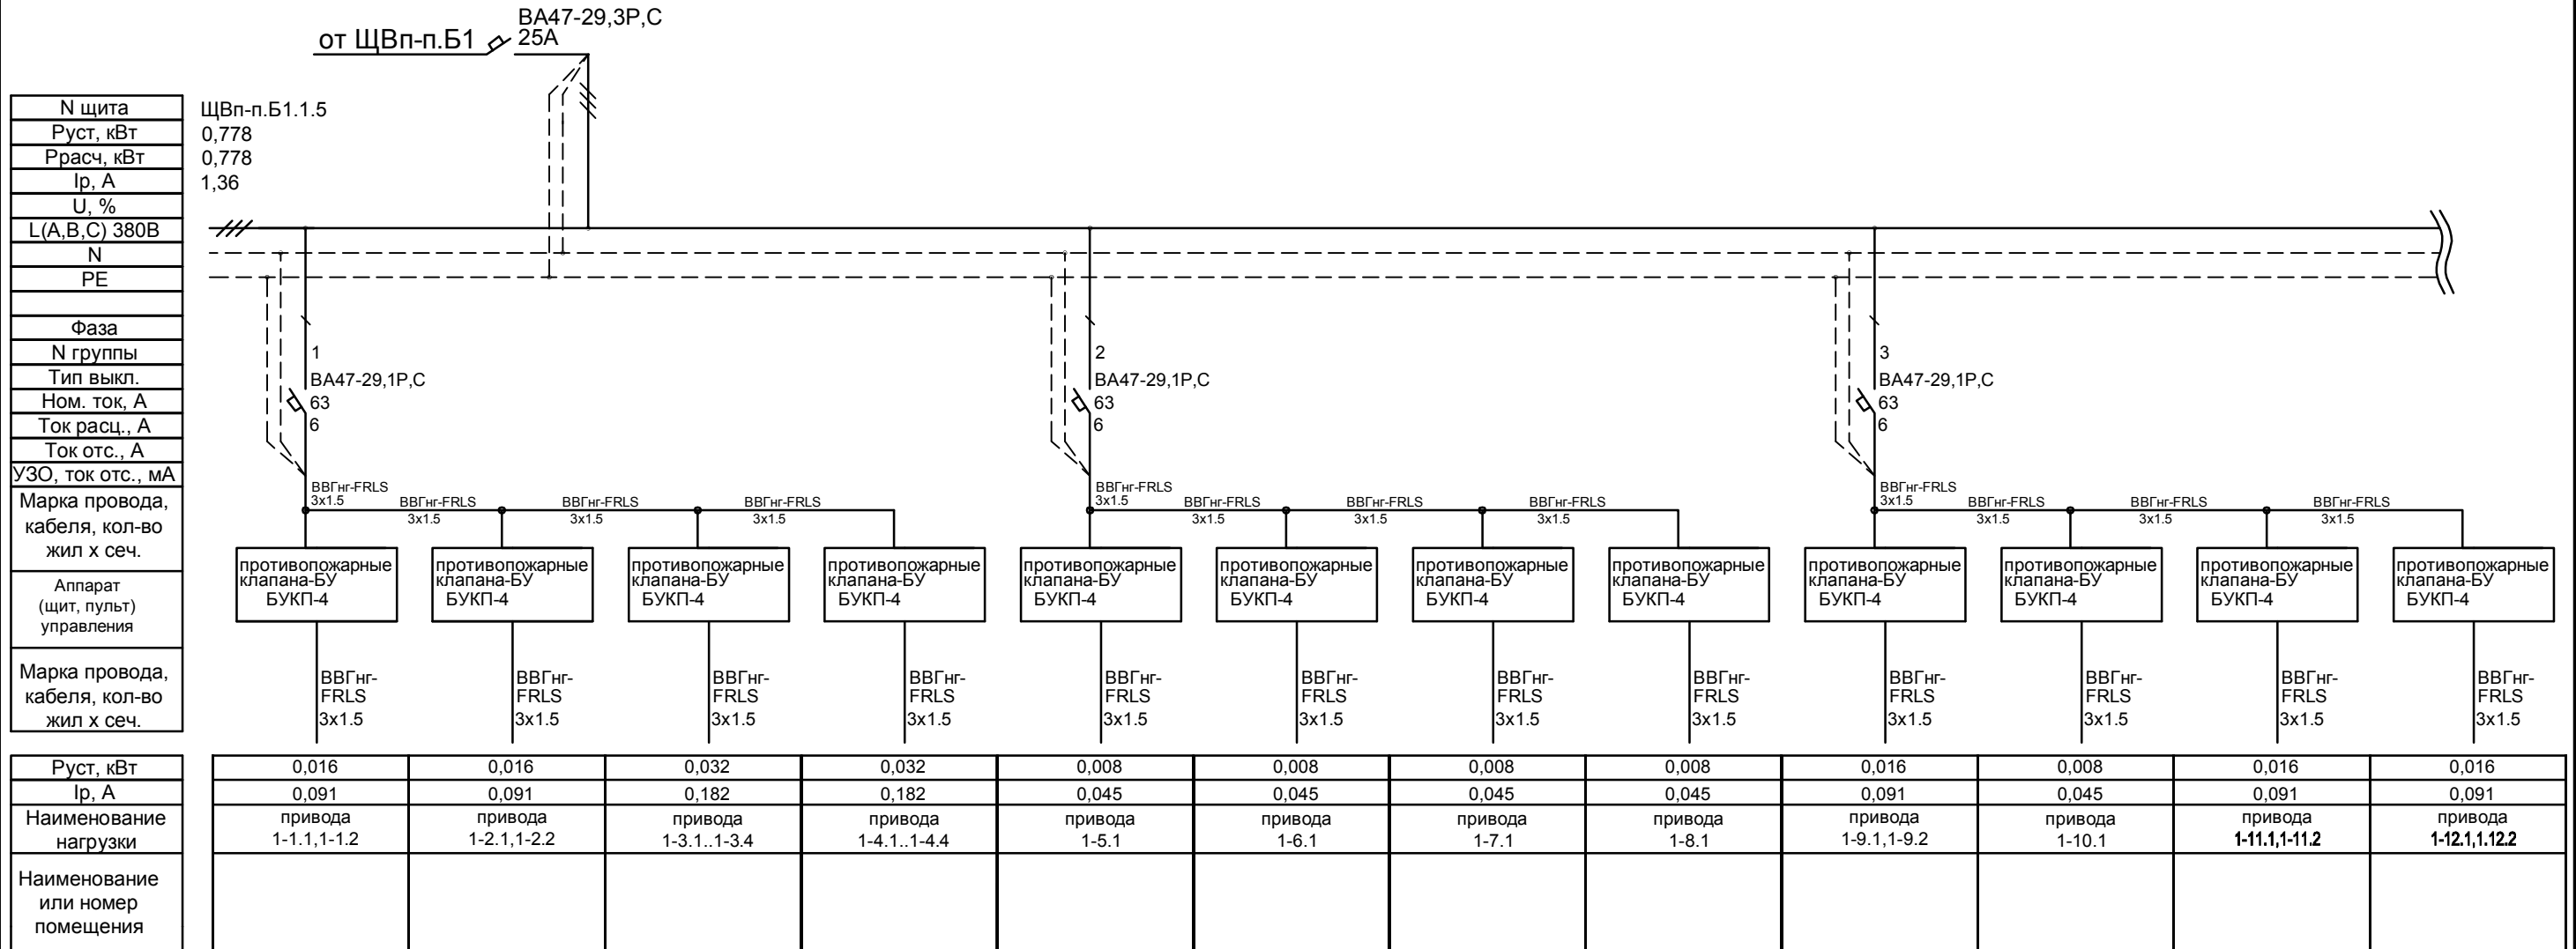 ВА47-29,3Р,С
от ЩВп-п.Б1
25А
N щита
ЩВп-п.Б1.1.5
Руст, кВт
0,778
Ррасч, кВт
0,778
Iр, А
1,36
U, %
L(А,В,С) 380В
N
PE
Фаза
N группы
1
2
3
Тип выкл.
ВА47-29,1Р,С
ВА47-29,1Р,С
ВА47-29,1Р,С
Ном. ток, А
63
63
63
Ток расц., А
6
6
6
Ток отс., А
УЗО, ток отс., мА
Марка провода,
кабеля, кол-во
жил х сеч.
ВВГнг-FRLS
3х1.5
ВВГнг-FRLS
3х1.5
ВВГнг-FRLS
3х1.5
ВВГнг-FRLS
3х1.5
ВВГнг-FRLS
3х1.5
ВВГнг-FRLS
3х1.5
ВВГнг-FRLS
3х1.5
ВВГнг-FRLS
3х1.5
ВВГнг-FRLS
3х1.5
ВВГнг-FRLS
3х1.5
ВВГнг-FRLS
3х1.5
ВВГнг-FRLS
3х1.5
Аппарат
(щит, пульт)
управления
противопожарные
клапана-БУ
БУКП-4
противопожарные
клапана-БУ
БУКП-4
противопожарные
клапана-БУ
БУКП-4
противопожарные
клапана-БУ
БУКП-4
противопожарные
клапана-БУ
БУКП-4
противопожарные
клапана-БУ
БУКП-4
противопожарные
клапана-БУ
БУКП-4
противопожарные
клапана-БУ
БУКП-4
противопожарные
клапана-БУ
БУКП-4
противопожарные
клапана-БУ
БУКП-4
противопожарные
клапана-БУ
БУКП-4
противопожарные
клапана-БУ
БУКП-4
Марка провода,
кабеля, кол-во
жил х сеч.
ВВГнг-
FRLS
3х1.5
ВВГнг-
FRLS
3х1.5
ВВГнг-
FRLS
3х1.5
ВВГнг-
FRLS
3х1.5
ВВГнг-
FRLS
3х1.5
ВВГнг-
FRLS
3х1.5
ВВГнг-
FRLS
3х1.5
ВВГнг-
FRLS
3х1.5
ВВГнг-
FRLS
3х1.5
ВВГнг-
FRLS
3х1.5
ВВГнг-
FRLS
3х1.5
ВВГнг-
FRLS
3х1.5
Руст, кВт
0,016
0,016
0,032
0,032
0,008
0,008
0,008
0,008
0,016
0,008
0,016
0,016
Iр, А
0,091
0,091
0,182
0,182
0,045
0,045
0,045
0,045
0,091
0,045
0,091
0,091
Наименование
нагрузки
привода
1-1.1,1-1.2
привода
1-2.1,1-2.2
привода
1-3.1..1-3.4
привода
1-4.1..1-4.4
привода
1-5.1
привода
1-6.1
привода
1-7.1
привода
1-8.1
привода
1-9.1,1-9.2
привода
1-10.1
привода
1-11.1,1-11.2
привода
1-12.1,1.12.2
Наименование
или номер
помещения